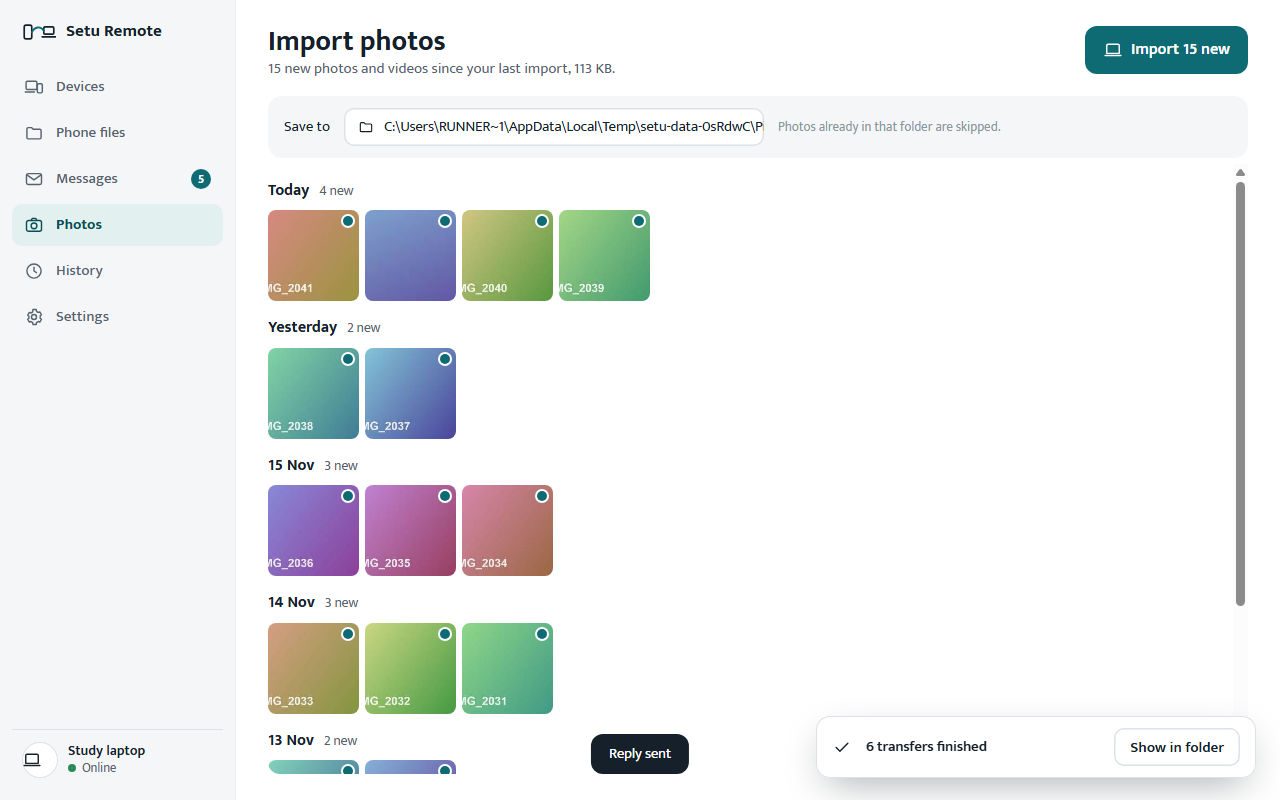 Setu Remote
Devices
Phone files
Messages 5
Photos
History
Settings
Study laptop
Online
Import photos
15 new photos and videos since your last import, 113 KB.
Import 15 new
Save to C:\Users\RUNNER~1\AppData\Local\Temp\setu-data-0sRdwC\P Photos already in that folder are skipped.
Today 4 new
MG_2041 MG_2040 MG_2039
Yesterday 2 new
MG_2038 MG_2037
15 Nov 3 new
MG_2036 MG_2035 MG_2034
14 Nov 3 new
MG_2033 MG_2032 MG_2031
13 Nov 2 new
Reply sent
6 transfers finished
Show in folder